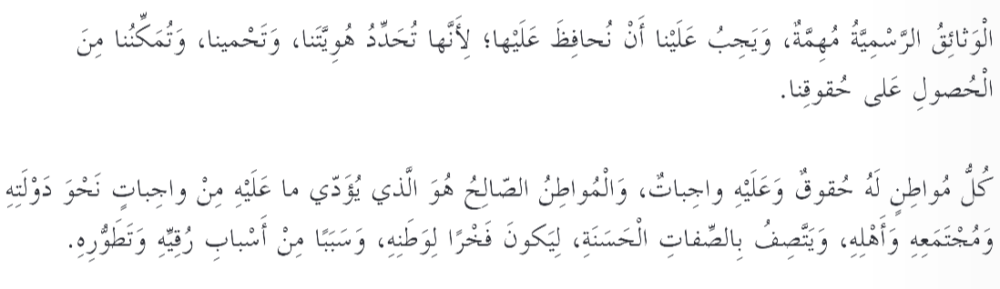 الْوَثائِقُ الرَّسْمِيَّةُ مُهِمَّةٌ، وَيَجِبُ عَلَيْنا أَنْ نُحافِظَ عَلَيْها؛ لِأَنَّها تُحَدِّدُ هُوِيَّتَنا، وَتَحْمينا، وَتُمَكِّنُنا مِنَ
الْحُصولِ عَلى حُقوقِنا.
كُلُّ مُواطِنٍ لَهُ حُقوقٌ وَعَلَيْهِ واجِباتٌ، وَالْمُواطِنُ الصّالِحُ هُوَ الَّذي يُؤَدّي ما عَلَيْهِ مِنْ واجِباتٍ نَحْوَ دَوْلَتِهِ
وَمُجْتَمَعِهِ وَأَهْلِهِ، وَيَتَّصِفُ بِالصِّفاتِ الْحَسَنَةِ، لِيَكونَ فَخْرًا لِوَطَنِهِ، وَسَبَبًا مِنْ أَسْبابِ رُقِيِّهِ وَتَطَوُّرِهِ.